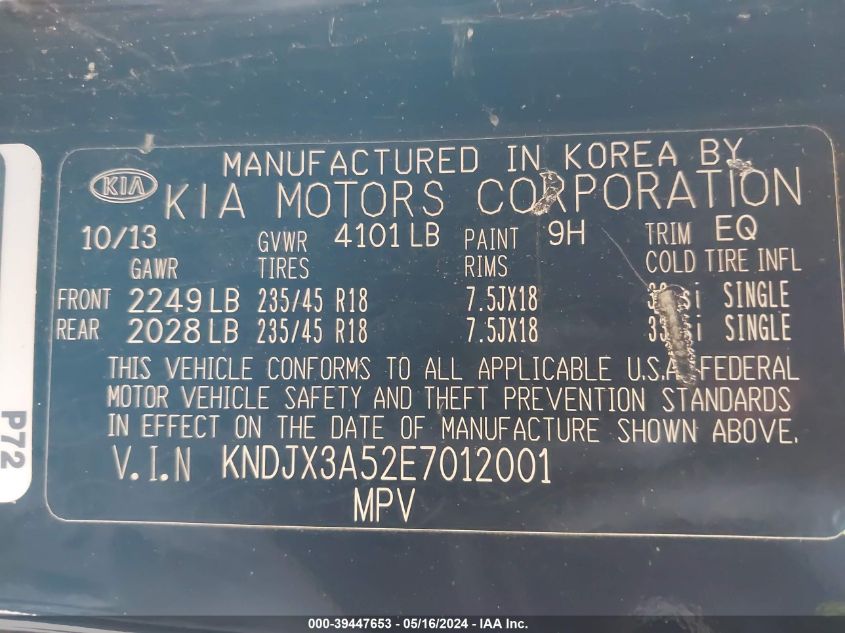 MANUFACTURED IN KOREA BY
KIA KIA MOTORS CORPORATION
10/13 GVWR 4101 LB PAINT 9H TRIM EQ
GAWR TIRES RIMS COLD TIRE INFL
FRONT 2249 LB 235/45 R18 7.5JX18 SINGLE
REAR 2028 LB 235/45 R18 7.5JX18 SINGLE
THIS VEHICLE CONFORMS TO ALL APPLICABLE U.S.A. FEDERAL
MOTOR VEHICLE SAFETY AND THEFT PREVENTION STANDARDS
IN EFFECT ON THE DATE OF MANUFACTURE SHOWN ABOVE.
V.I.N KNDJX3A52E7012001
MPV
P72
000-39447653 - 05/16/2024 - IAA Inc.